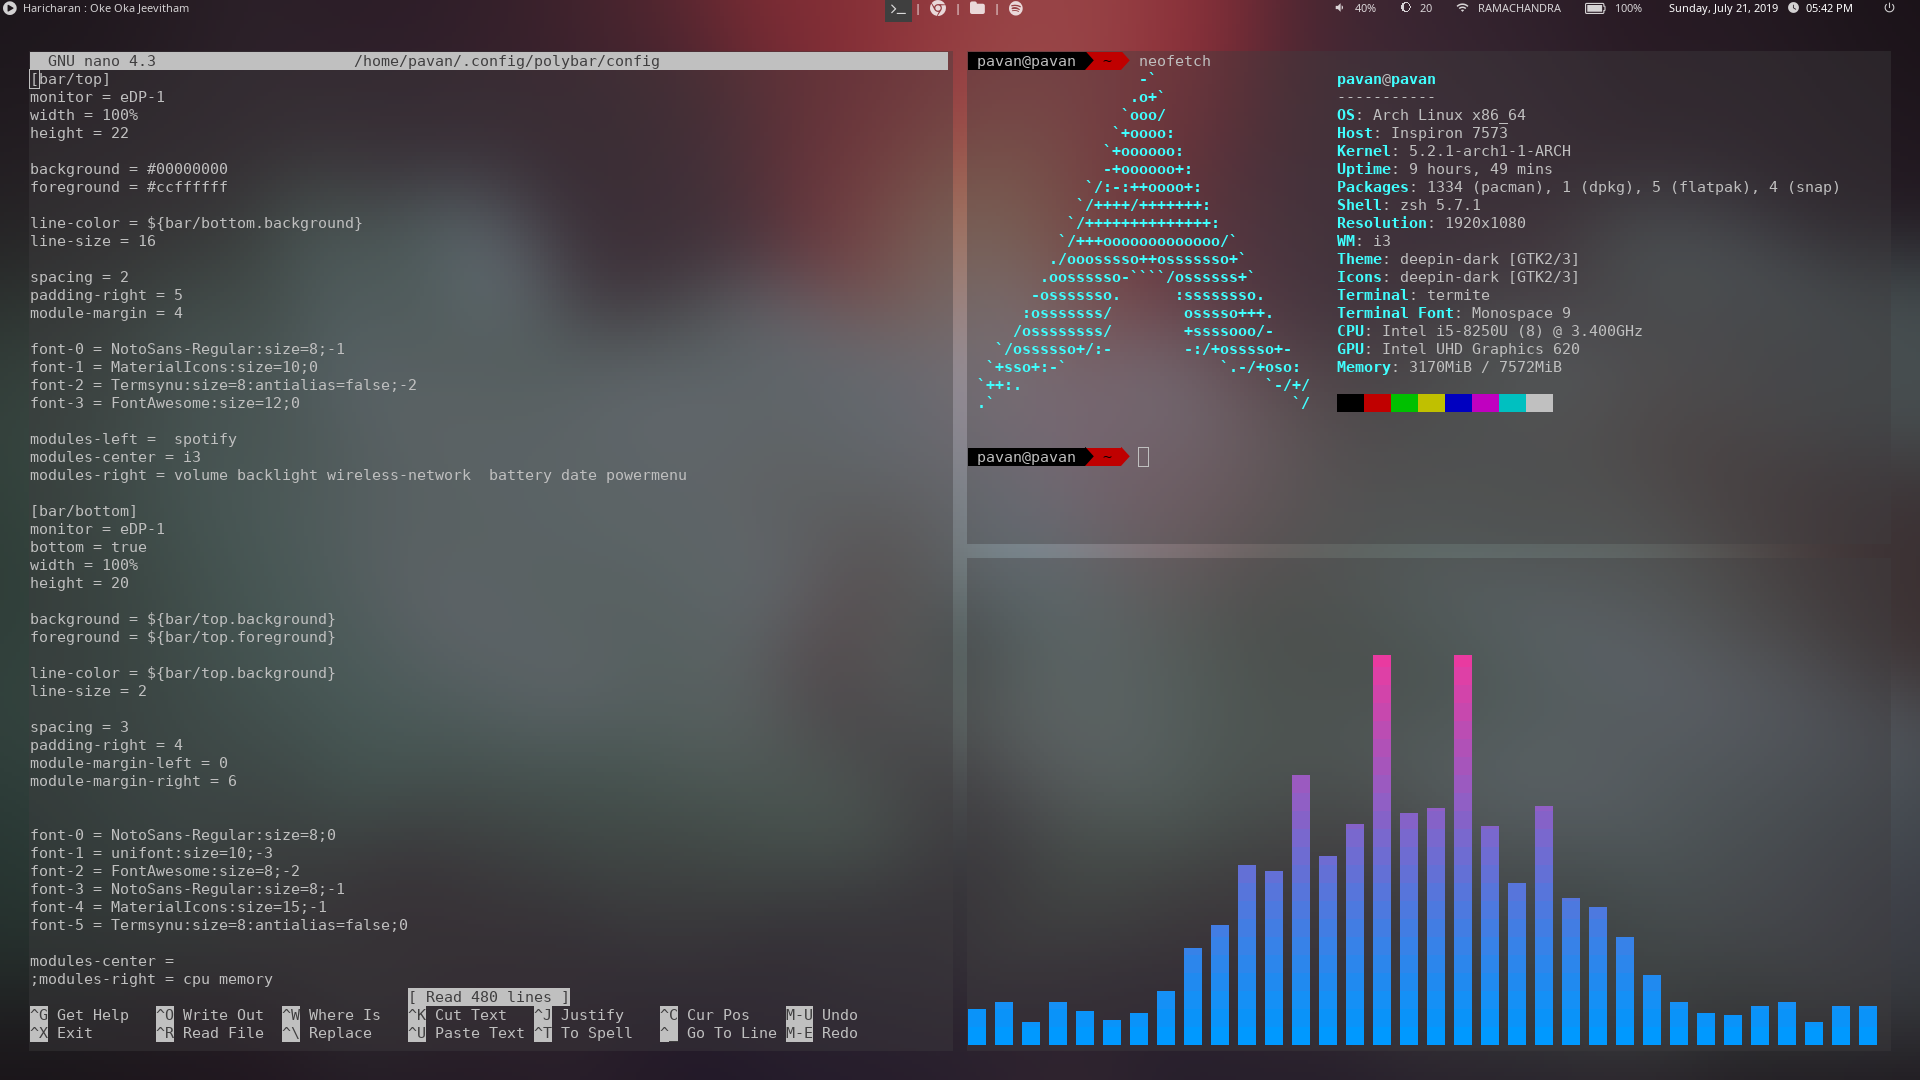 Haricharan : Oke Oka Jeevitham
| | |
40% 20 RAMACHANDRA 100% Sunday, July 21, 2019 05:42 PM
GNU nano 4.3 /home/pavan/.config/polybar/config
[bar/top]
monitor = eDP-1
width = 100%
height = 22
background = #00000000
foreground = #ccffffff
line-color = ${bar/bottom.background}
line-size = 16
spacing = 2
padding-right = 5
module-margin = 4
font-0 = NotoSans-Regular:size=8;-1
font-1 = MaterialIcons:size=10;0
font-2 = Termsynu:size=8:antialias=false;-2
font-3 = FontAwesome:size=12;0
modules-left =  spotify
modules-center = i3
modules-right = volume backlight wireless-network  battery date powermenu
[bar/bottom]
monitor = eDP-1
bottom = true
width = 100%
height = 20
background = ${bar/top.background}
foreground = ${bar/top.foreground}
line-color = ${bar/top.background}
line-size = 2
spacing = 3
padding-right = 4
module-margin-left = 0
module-margin-right = 6
font-0 = NotoSans-Regular:size=8;0
font-1 = unifont:size=10;-3
font-2 = FontAwesome:size=8;-2
font-3 = NotoSans-Regular:size=8;-1
font-4 = MaterialIcons:size=15;-1
font-5 = Termsynu:size=8:antialias=false;0
modules-center =
;modules-right = cpu memory
[ Read 480 lines ]
^G Get Help ^O Write Out ^W Where Is ^K Cut Text ^J Justify ^C Cur Pos M-U Undo
^X Exit ^R Read File ^\ Replace ^U Paste Text ^T To Spell ^_ Go To Line M-E Redo
pavan@pavan ~ neofetch
pavan@pavan
-----------
OS: Arch Linux x86_64
Host: Inspiron 7573
Kernel: 5.2.1-arch1-1-ARCH
Uptime: 9 hours, 49 mins
Packages: 1334 (pacman), 1 (dpkg), 5 (flatpak), 4 (snap)
Shell: zsh 5.7.1
Resolution: 1920x1080
WM: i3
Theme: deepin-dark [GTK2/3]
Icons: deepin-dark [GTK2/3]
Terminal: termite
Terminal Font: Monospace 9
CPU: Intel i5-8250U (8) @ 3.400GHz
GPU: Intel UHD Graphics 620
Memory: 3170MiB / 7572MiB
pavan@pavan ~